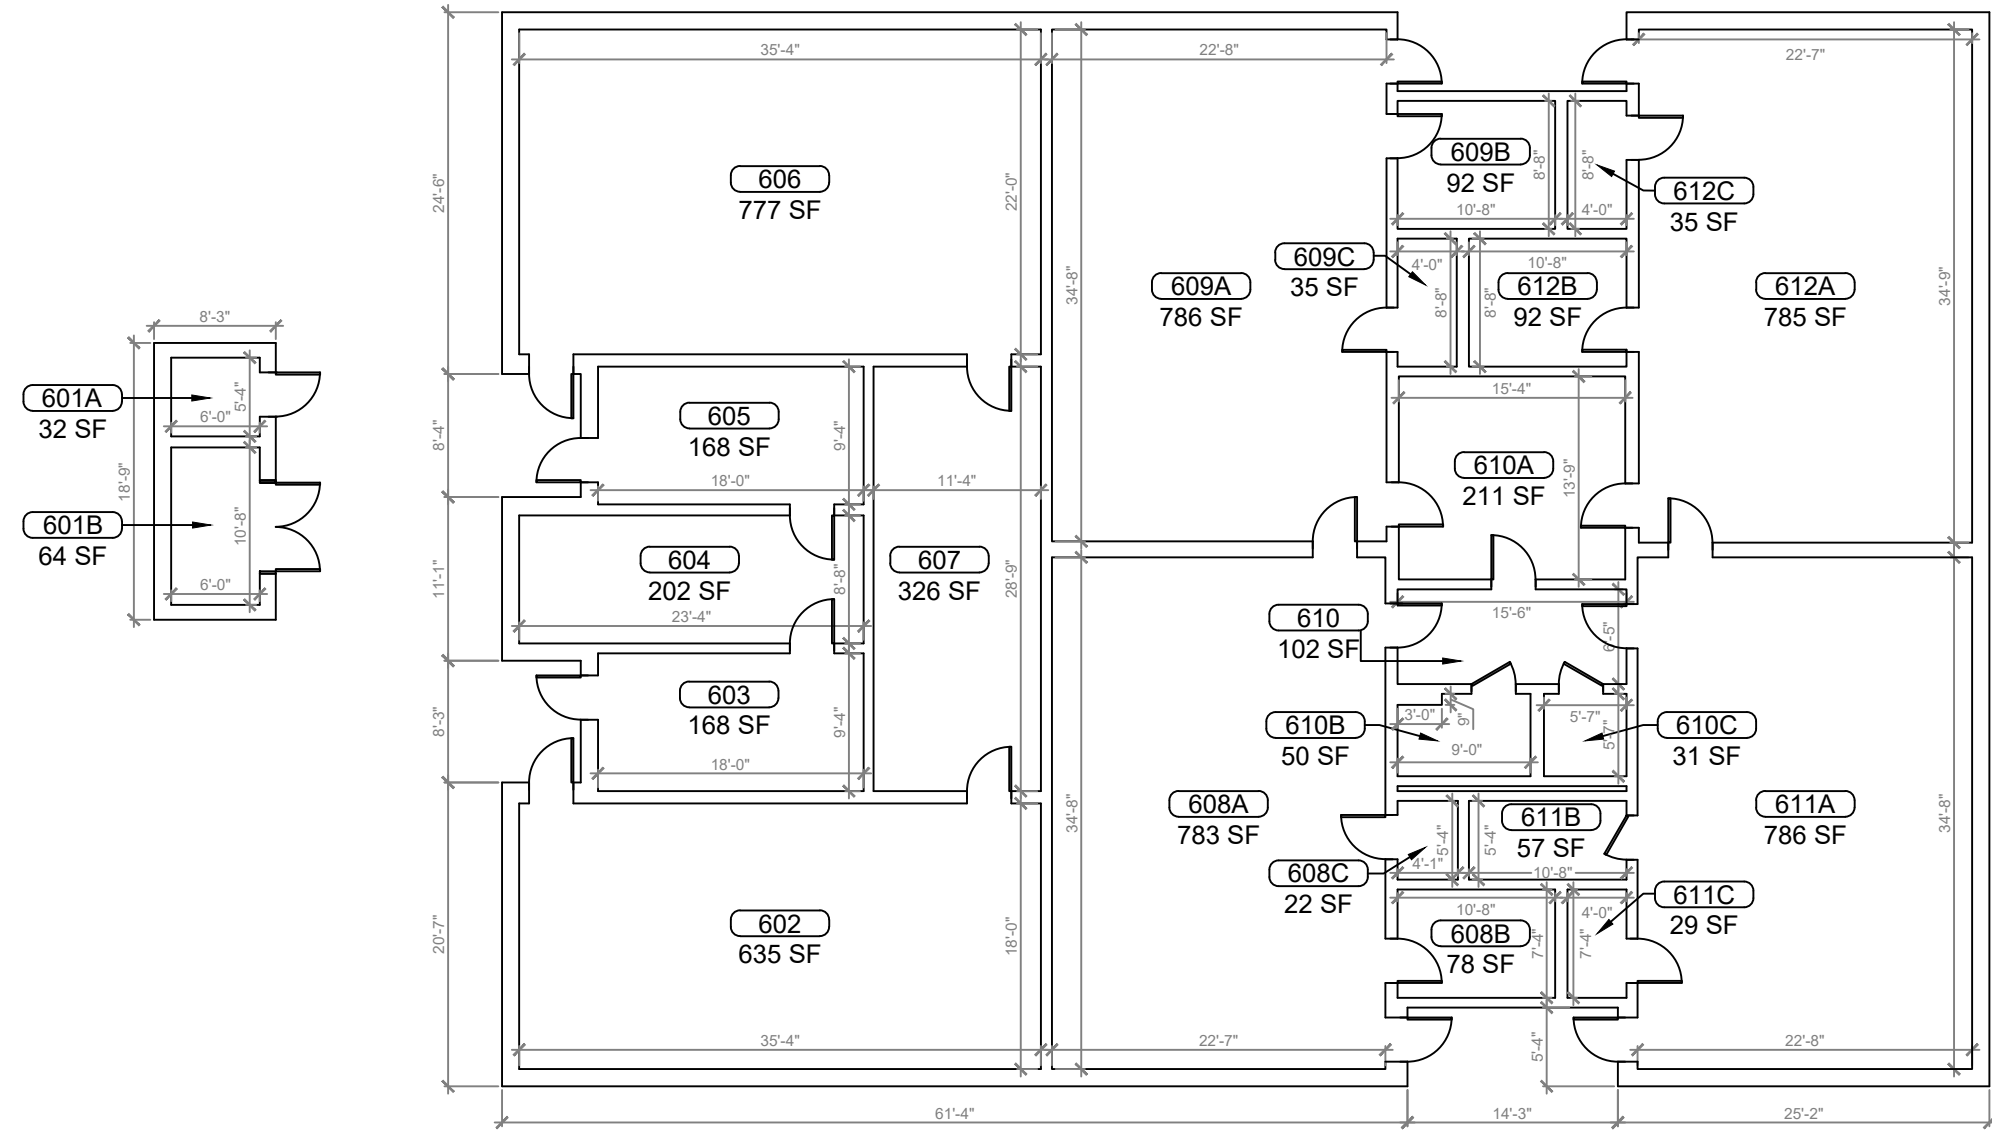 35'-4"
22'-8"
22'-7"
24'-6"
22'-0"
606
777 SF
609B
92 SF
8'-8"
8'-8"
612C
35 SF
10'-8"
4'-0"
609C
35 SF
4'-0"
10'-8"
34'-8"
609A
786 SF
8'-8"
8'-8"
612B
92 SF
612A
785 SF
34'-9"
8'-3"
601A
32 SF
5'-4"
6'-0"
18'-9"
601B
64 SF
10'-8"
6'-0"
8'-4"
605
168 SF
9'-4"
18'-0"
11'-4"
15'-4"
610A
211 SF
13'-9"
11'-1"
604
202 SF
8'-8"
23'-4"
607
326 SF
28'-9"
610
102 SF
15'-6"
6'-5"
8'-3"
603
168 SF
9'-4"
18'-0"
610B
50 SF
3'-0"
9"
9'-0"
5'-7"
5'-7"
610C
31 SF
34'-8"
608A
783 SF
5'-4"
4'-1"
5'-4"
611B
57 SF
10'-8"
611A
786 SF
34'-8"
608C
22 SF
20'-7"
602
635 SF
18'-0"
10'-8"
608B
78 SF
7'-4"
4'-0"
7'-4"
611C
29 SF
35'-4"
22'-7"
5'-4"
22'-8"
61'-4"
14'-3"
25'-2"